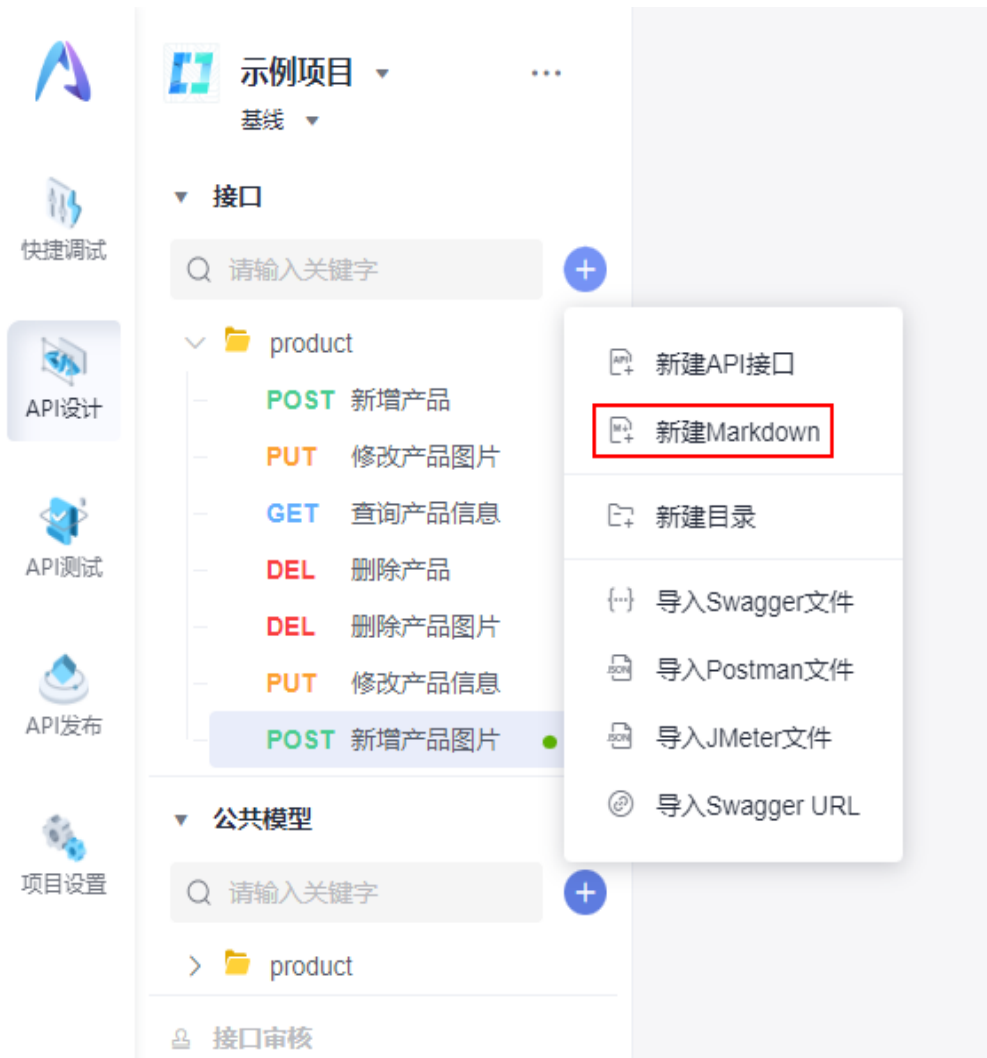 示例项目
基线
接口
请输入关键字
product
POST 新增产品
PUT 修改产品图片
GET 查询产品信息
DEL 删除产品
DEL 删除产品图片
PUT 修改产品信息
POST 新增产品图片
公共模型
请输入关键字
product
接口审核
快捷调试
API设计
API测试
API发布
项目设置
新建API接口
新建Markdown
新建目录
导入Swagger文件
导入Postman文件
导入JMeter文件
导入Swagger URL